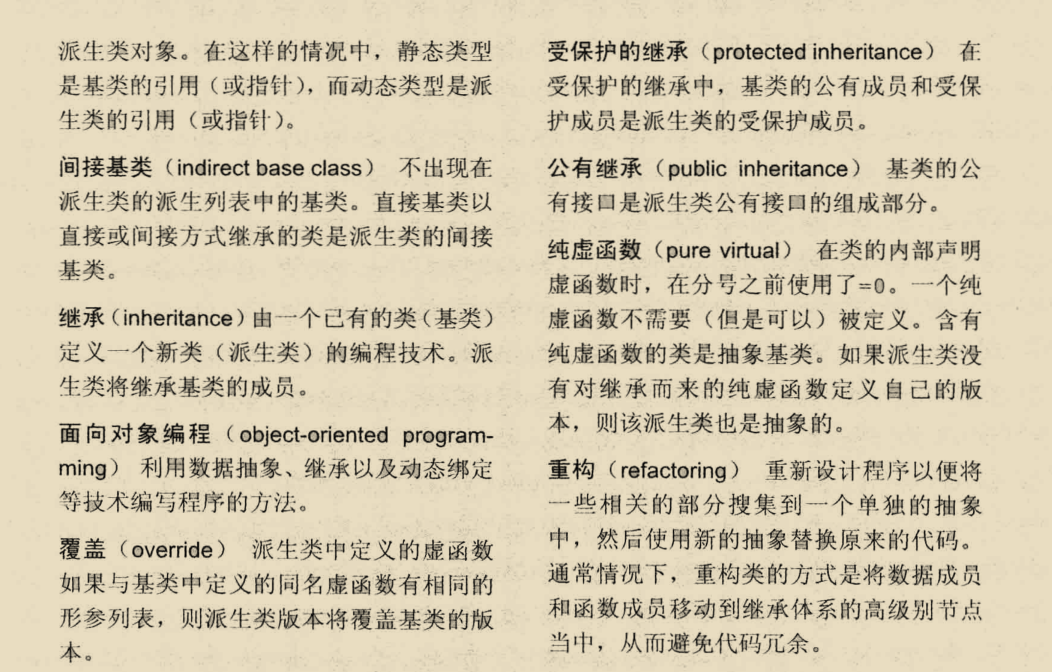 派生类对象。在这样的情况中，静态类型
是基类的引用（或指针），而动态类型是派
生类的引用（或指针）。
间接基类（indirect base class） 不出现在
派生类的派生列表中的基类。直接基类以
直接或间接方式继承的类是派生类的间接
基类。
继承（inheritance）由一个已有的类（基类）
定义一个新类（派生类）的编程技术。派
生类将继承基类的成员。
面向对象编程（object-oriented program-
ming） 利用数据抽象、继承以及动态绑定
等技术编写程序的方法。
覆盖（override） 派生类中定义的虚函数
如果与基类中定义的同名虚函数有相同的
形参列表，则派生类版本将覆盖基类的版
本。
受保护的继承（protected inheritance） 在
受保护的继承中，基类的公有成员和受保
护成员是派生类的受保护成员。
公有继承（public inheritance） 基类的公
有接口是派生类公有接口的组成部分。
纯虚函数（pure virtual） 在类的内部声明
虚函数时，在分号之前使用了=0。一个纯
虚函数不需要（但是可以）被定义。含有
纯虚函数的类是抽象基类。如果派生类没
有对继承而来的纯虚函数定义自己的版
本，则该派生类也是抽象的。
重构（refactoring） 重新设计程序以便将
一些相关的部分搜集到一个单独的抽象
中，然后使用新的抽象替换原来的代码。
通常情况下，重构类的方式是将数据成员
和函数成员移动到继承体系的高级别节点
当中，从而避免代码冗余。